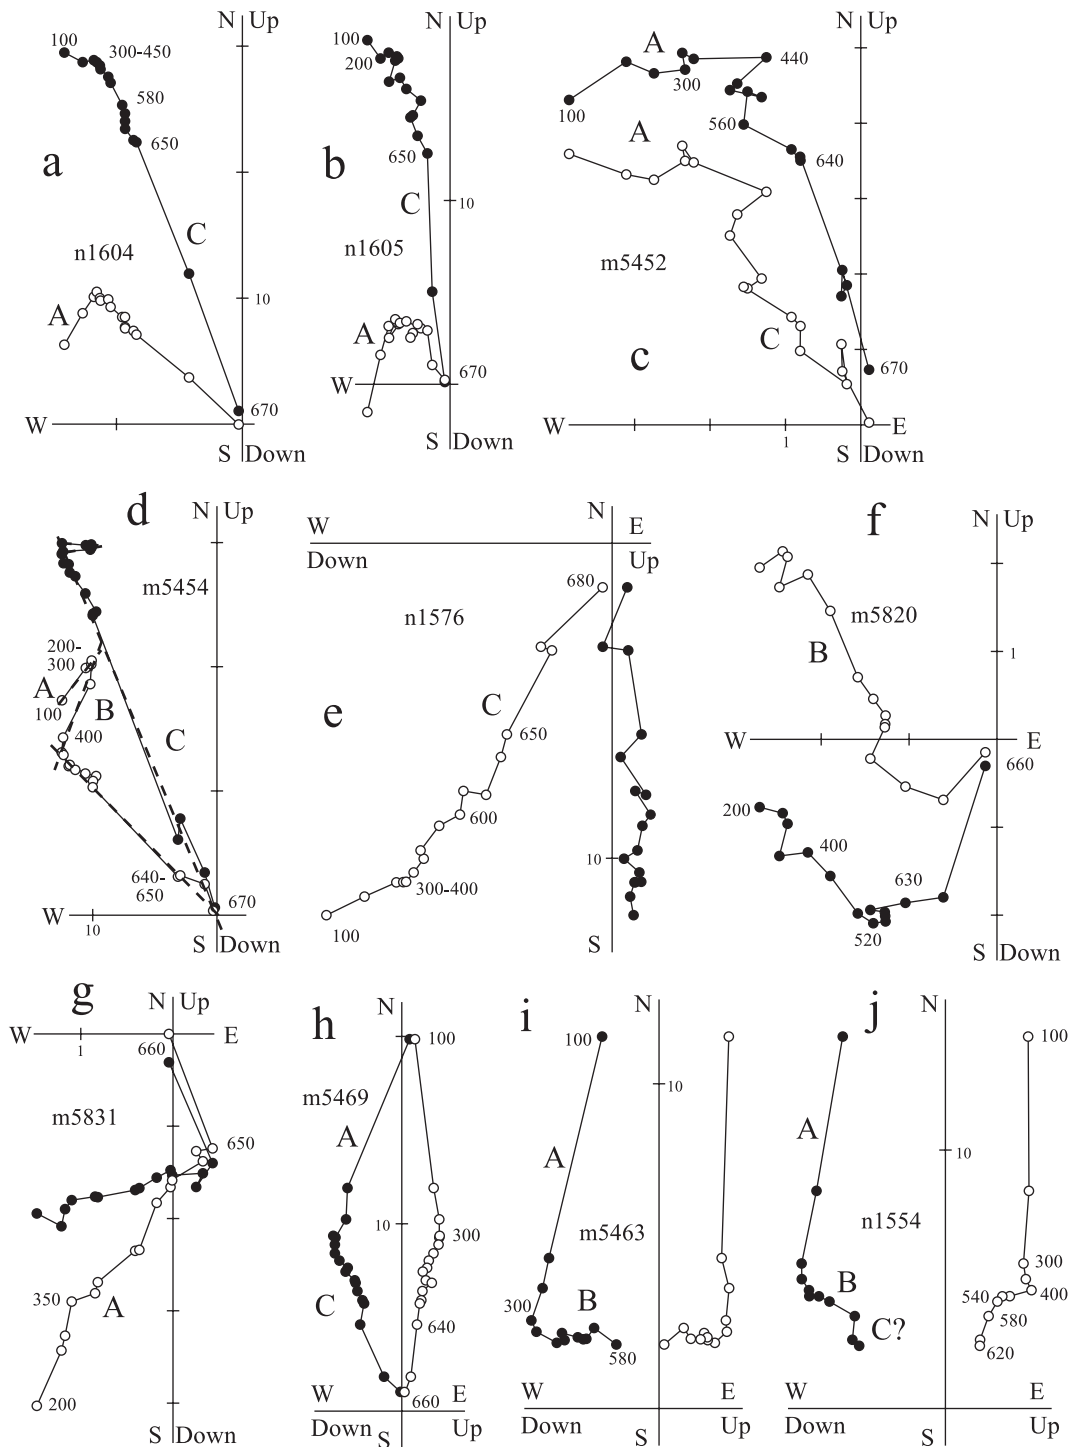 N Up
100
300-450
580
650
a
C
n1604
A
10
670
W
S Down
N Up
100
200
650
b
C
10
n1605
A
W
670
S Down
N Up
A
440
300
100
A
560
640
m5452
C
c
670
W
E
1
S Down
d
N Up
m5454
200-
300
A
100
B
400
C
640-
650
670
W
10
S Down
N
W
E
Down
Up
680
n1576
C
e
650
600
10
300-400
100
S
f
N Up
m5820
B
1
W
E
660
200
400
630
520
S Down
g
N Up
W
E
1
660
m5831
650
350
A
200
S Down
h
N
100
m5469
A
10
300
C
640
W
E
660
Down
Up
S
i
N
100
10
A
m5463
300
B
580
W
E
Down
Up
S
j
N
100
A
10
n1554
300
B
540
400
C?
580
620
W
E
Down
Up
S